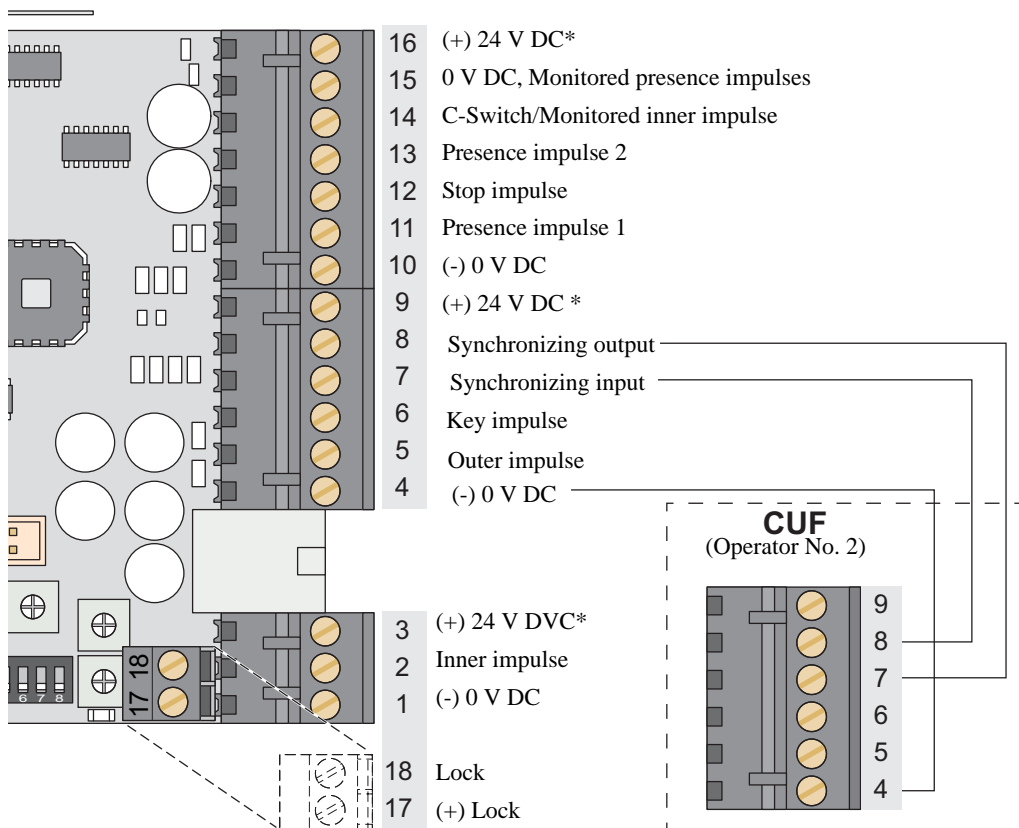 16 (+) 24 V DC*
15 0 V DC, Monitored presence impulses
14 C-Switch/Monitored inner impulse
13 Presence impulse 2
12 Stop impulse
11 Presence impulse 1
10 (-) 0 V DC
9 (+) 24 V DC *
8 Synchronizing output
7 Synchronizing input
6 Key impulse
5 Outer impulse
4 (-) 0 V DC
3 (+) 24 V DVC*
2 Inner impulse
1 (-) 0 V DC
18 Lock
17 (+) Lock
17 18
6 7 8
CUF
(Operator No. 2)
9
8
7
6
5
4